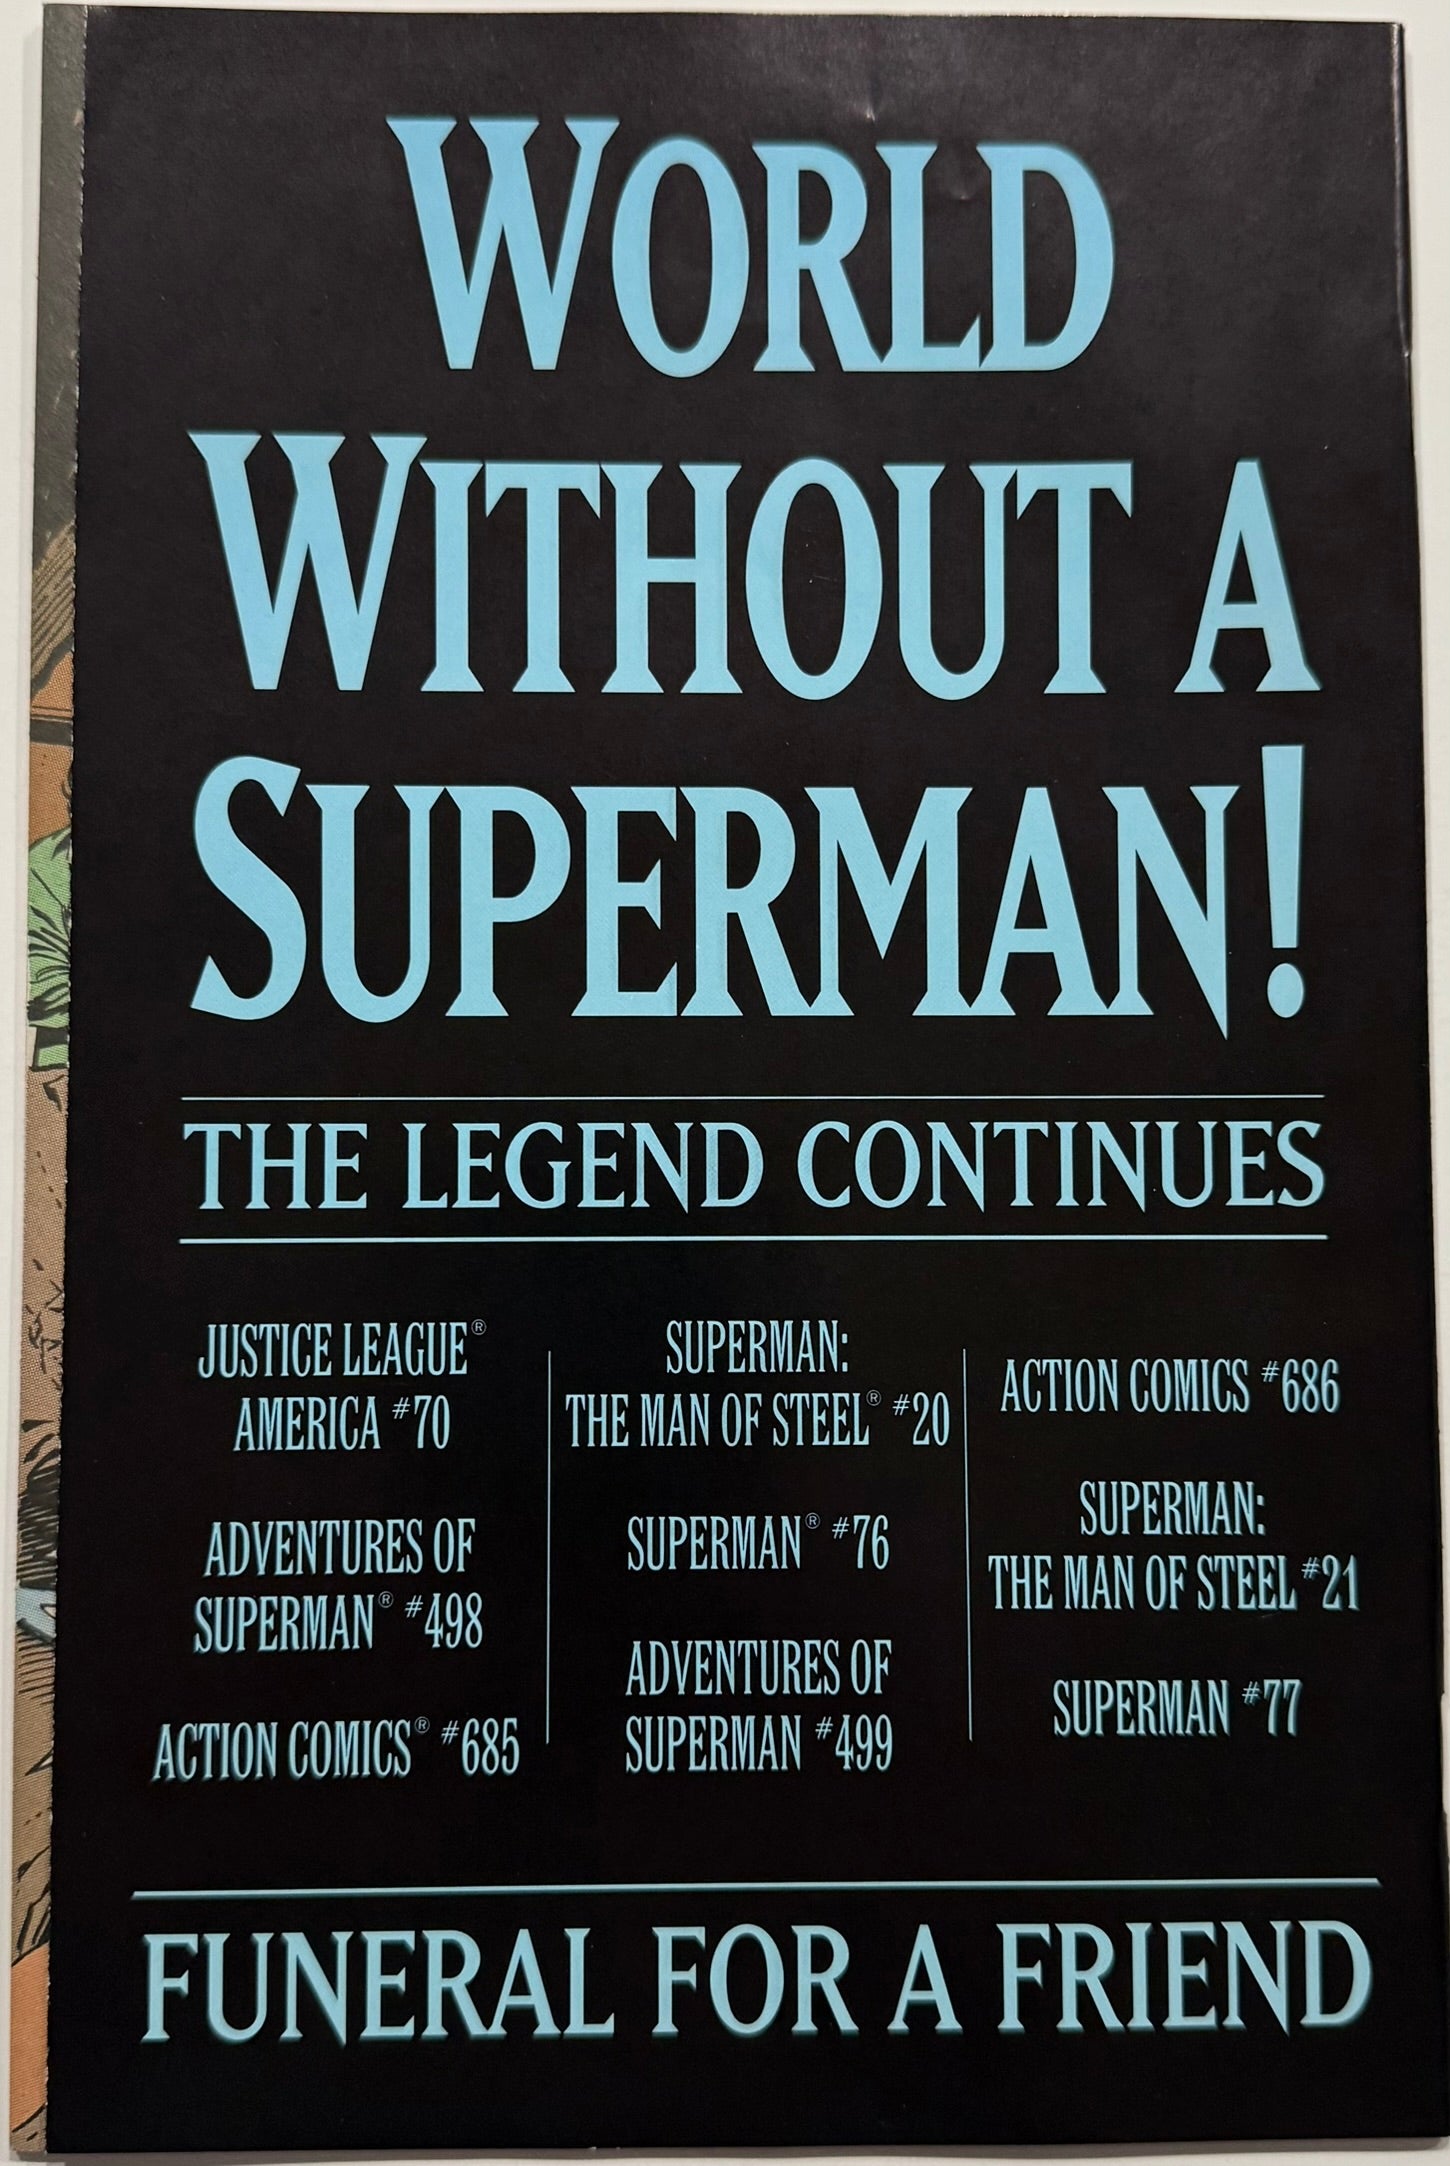 WORLD
WITHOUT A
SUPERMAN!
THE LEGEND CONTINUES
JUSTICE LEAGUE®
AMERICA #70
ADVENTURES OF
SUPERMAN® #498
ACTION COMICS® #685
SUPERMAN:
THE MAN OF STEEL® #20
SUPERMAN® #76
ADVENTURES OF
SUPERMAN #499
ACTION COMICS #686
SUPERMAN:
THE MAN OF STEEL #21
SUPERMAN #77
FUNERAL FOR A FRIEND